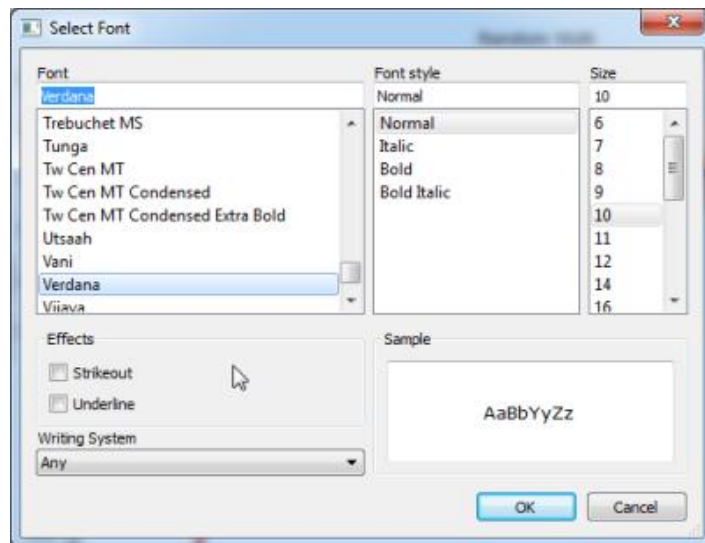 Select Font
Font
Verdana
Trebuchet MS
Tunga
Tw Cen MT
Tw Cen MT Condensed
Tw Cen MT Condensed Extra Bold
Utsaah
Vani
Verdana
Vijaya
Font style
Normal
Normal
Italic
Bold
Bold Italic
Size
10
6
7
8
9
10
11
12
14
16
Effects
Strikeout
Underline
Writing System
Any
Sample
AaBbYyZz
OK
Cancel